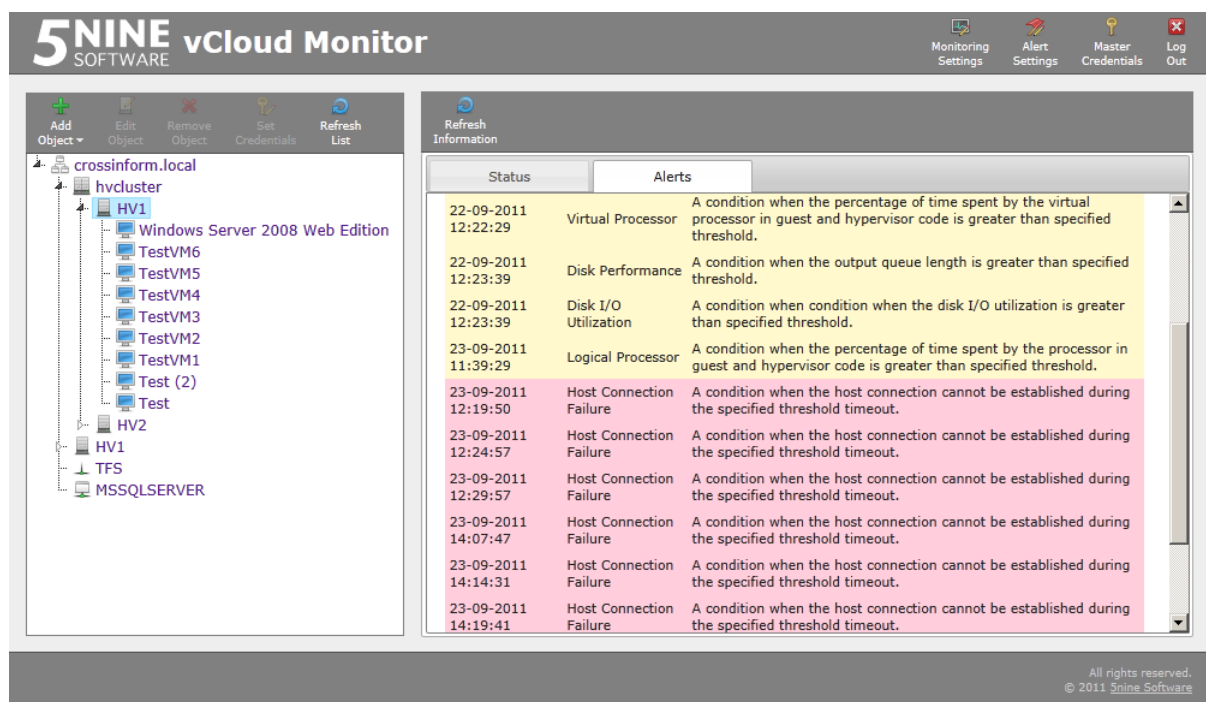 5NINE SOFTWARE vCloud Monitor
Monitoring Settings
Alert Settings
Master Credentials
Log Out
Add Object
Edit Object
Remove Object
Set Credentials
Refresh List
crossinform.local
hvcluster
HV1
Windows Server 2008 Web Edition
TestVM6
TestVM5
TestVM4
TestVM3
TestVM2
TestVM1
Test (2)
Test
HV2
HV1
TFS
MSSQLSERVER
Refresh Information
Status
Alerts
22-09-2011 12:22:29
Virtual Processor
A condition when the percentage of time spent by the virtual
processor in guest and hypervisor code is greater than specified
threshold.
22-09-2011 12:23:39
Disk Performance
A condition when the output queue length is greater than specified
threshold.
22-09-2011 12:23:39
Disk I/O Utilization
A condition when condition when the disk I/O utilization is greater
than specified threshold.
23-09-2011 11:39:29
Logical Processor
A condition when the percentage of time spent by the processor in
guest and hypervisor code is greater than specified threshold.
23-09-2011 12:19:50
Host Connection Failure
A condition when the host connection cannot be established during
the specified threshold timeout.
23-09-2011 12:24:57
Host Connection Failure
A condition when the host connection cannot be established during
the specified threshold timeout.
23-09-2011 12:29:57
Host Connection Failure
A condition when the host connection cannot be established during
the specified threshold timeout.
23-09-2011 14:07:47
Host Connection Failure
A condition when the host connection cannot be established during
the specified threshold timeout.
23-09-2011 14:14:31
Host Connection Failure
A condition when the host connection cannot be established during
the specified threshold timeout.
23-09-2011 14:19:41
Host Connection Failure
A condition when the host connection cannot be established during
the specified threshold timeout.
All rights reserved.
© 2011 5nine Software